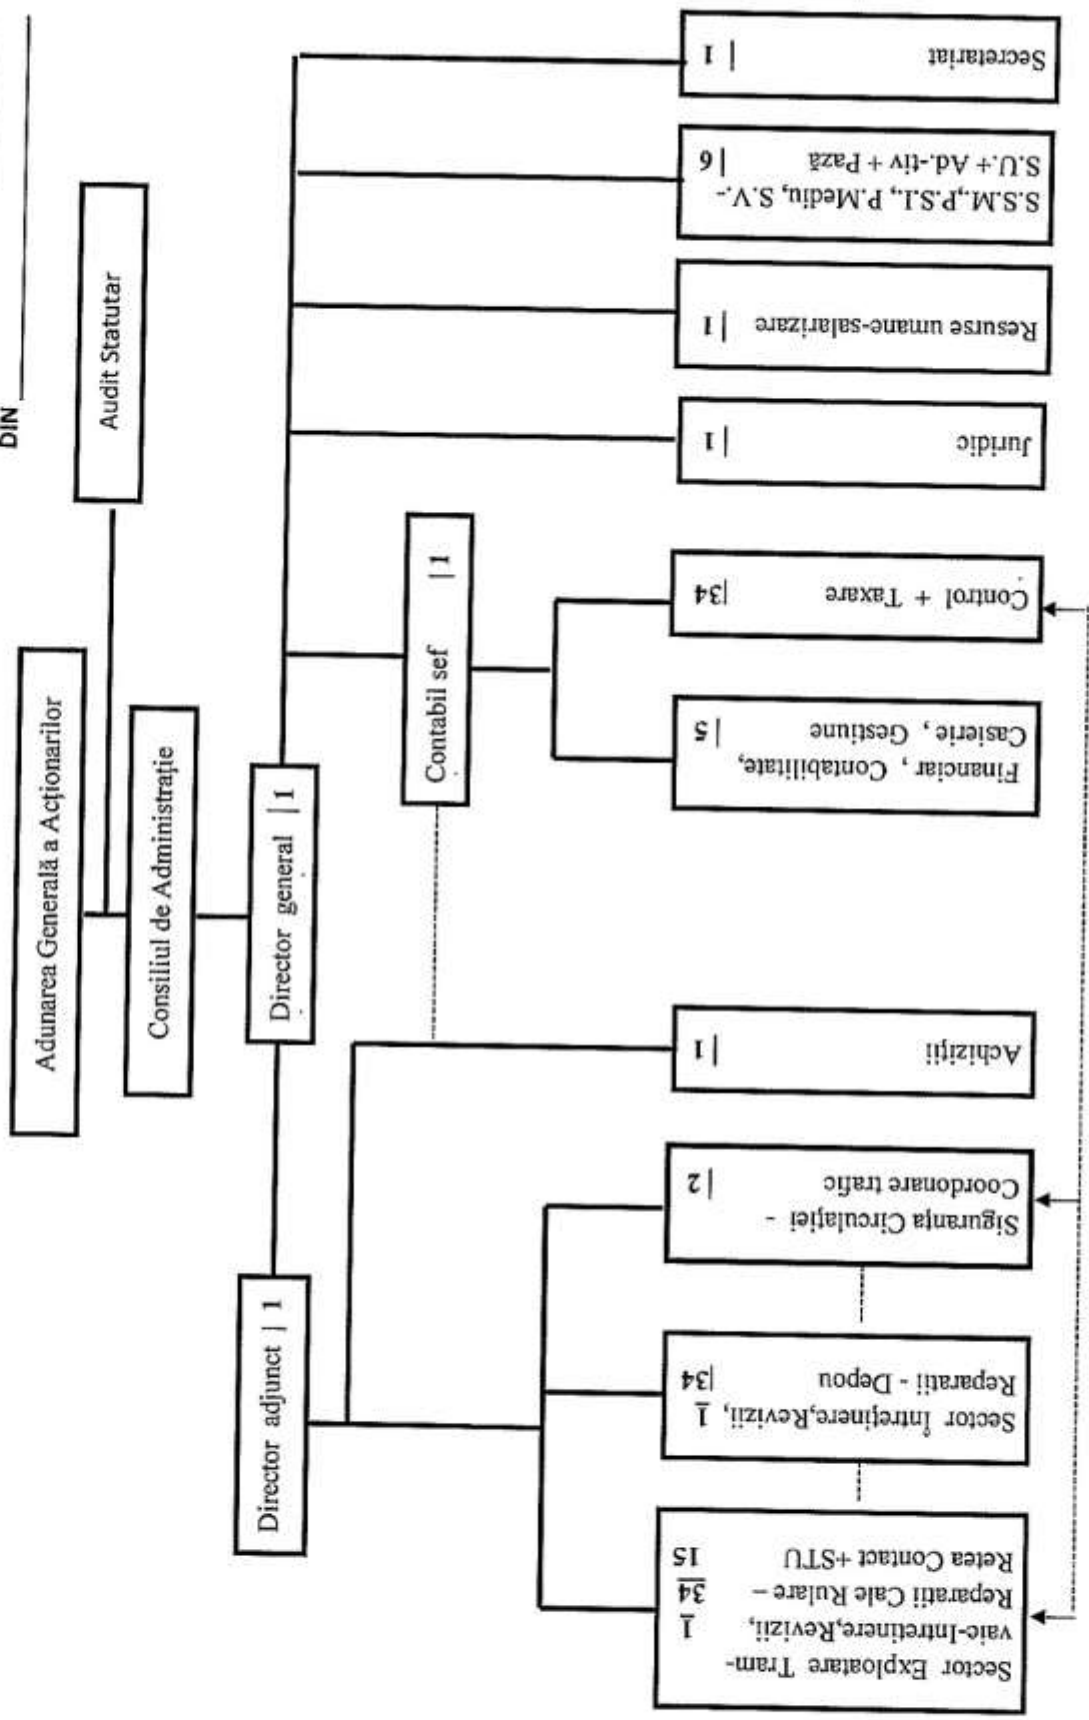 DIN
Adunarea Generală a Acționarilor
Audit Statutar
Consiliul de Administrație
Director general | 1
Director adjunct | 1
Contabil sef | 1
Sector Exploatare Tram-
vaie-Intretinere,Revizii, 1
Reparatii Cale Rulare – 34
Retea Contact +STU 15
Sector Întreținere,Revizii, 1
Reparatii - Depou |34
Siguranța Circulației -
Coordonare trafic | 2
Achiziții | 1
Financiar , Contabilitate,
Casierie , Gestiune | 5
Control + Taxare |34
Juridic | 1
Resurse umane-salarizare | 1
S.S.M.,P.S.I., P.Mediu, S.V.-
S.U.+ Ad.-tiv + Pază | 6
Secretariat | 1